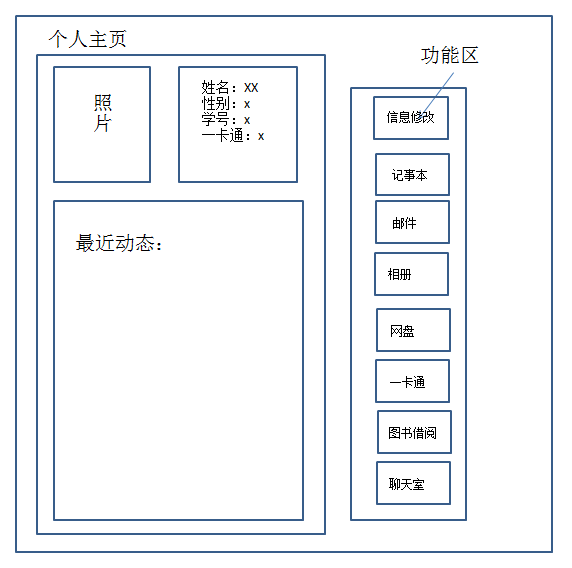 个人主页
功能区
照
片
姓名：XX
性别：x
学号：x
一卡通：x
最近动态：
信息修改
记事本
邮件
相册
网盘
一卡通
图书借阅
聊天室